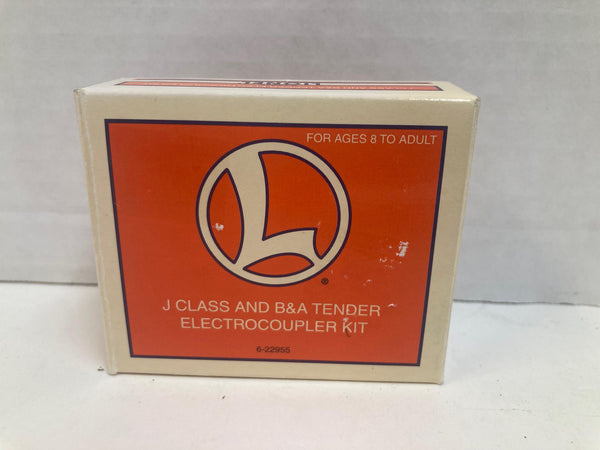 FOR AGES 8 TO ADULT
L
®
J CLASS AND B&A TENDER
ELECTROCOUPLER KIT
6-22955